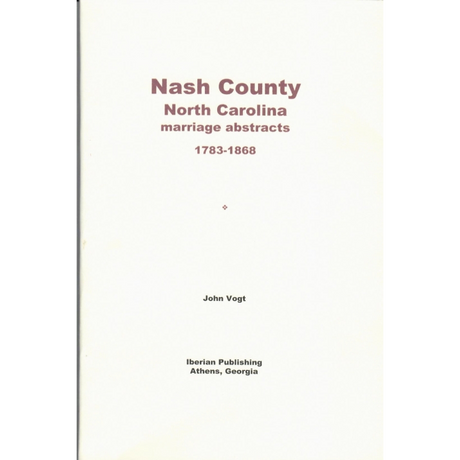 Nash County
North Carolina
marriage abstracts
1783-1868
John Vogt
Iberian Publishing
Athens, Georgia